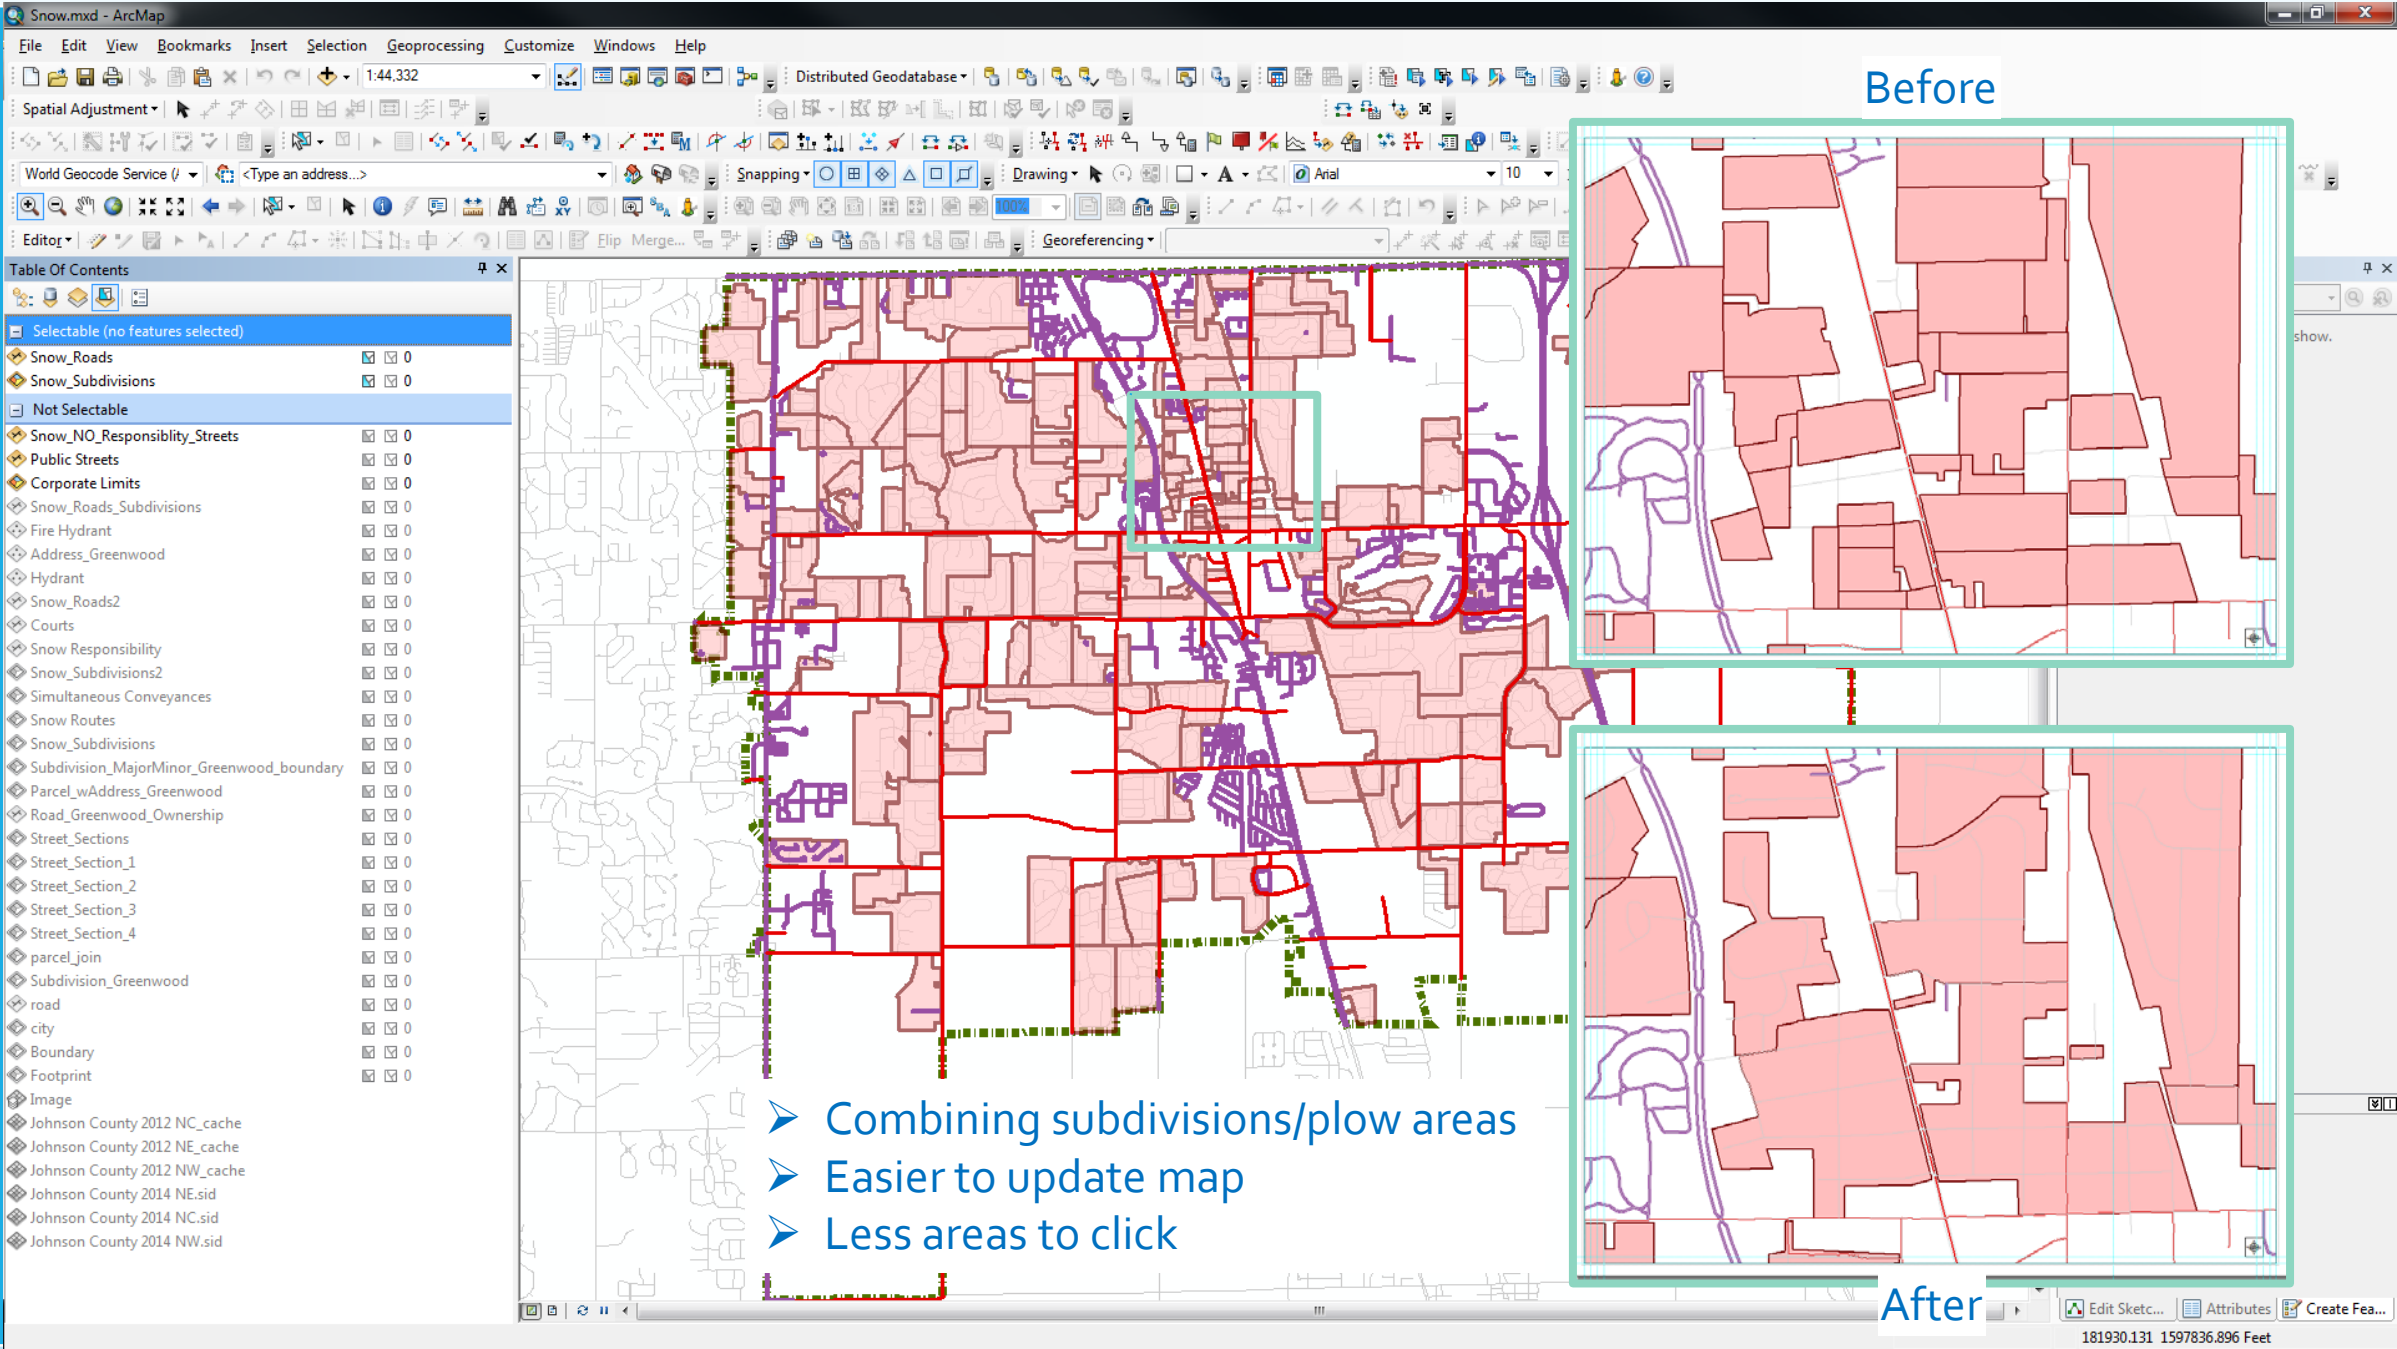 Snow.mxd - ArcMap
File Edit View Bookmarks Insert Selection Geoprocessing Customize Windows Help
1:44,332
Distributed Geodatabase
Before
Spatial Adjustment
World Geocode Service (
<Type an address...>
Snapping
Drawing
Arial
10
100%
Editor
Flip Merge...
Georeferencing
Table Of Contents
show.
Selectable (no features selected)
Snow_Roads 0
Snow_Subdivisions 0
Not Selectable
Snow_NO_Responsiblity_Streets 0
Public Streets 0
Corporate Limits 0
Snow_Roads_Subdivisions 0
Fire Hydrant 0
Address_Greenwood 0
Hydrant 0
Snow_Roads2 0
Courts 0
Snow Responsibility 0
Snow_Subdivisions2 0
Simultaneous Conveyances 0
Snow Routes 0
Snow_Subdivisions 0
Subdivision_MajorMinor_Greenwood_boundary 0
Parcel_wAddress_Greenwood 0
Road_Greenwood_Ownership 0
Street_Sections 0
Street_Section_1 0
Street_Section_2 0
Street_Section_3 0
Street_Section_4 0
parcel_join 0
Subdivision_Greenwood 0
road 0
city 0
Boundary 0
Footprint 0
Image
Johnson County 2012 NC_cache
Johnson County 2012 NE_cache
Johnson County 2012 NW_cache
Johnson County 2014 NE.sid
Johnson County 2014 NC.sid
Johnson County 2014 NW.sid
Combining subdivisions/plow areas
Easier to update map
Less areas to click
After
Edit Sketc... Attributes Create Fea...
181930.131 1597836.896 Feet